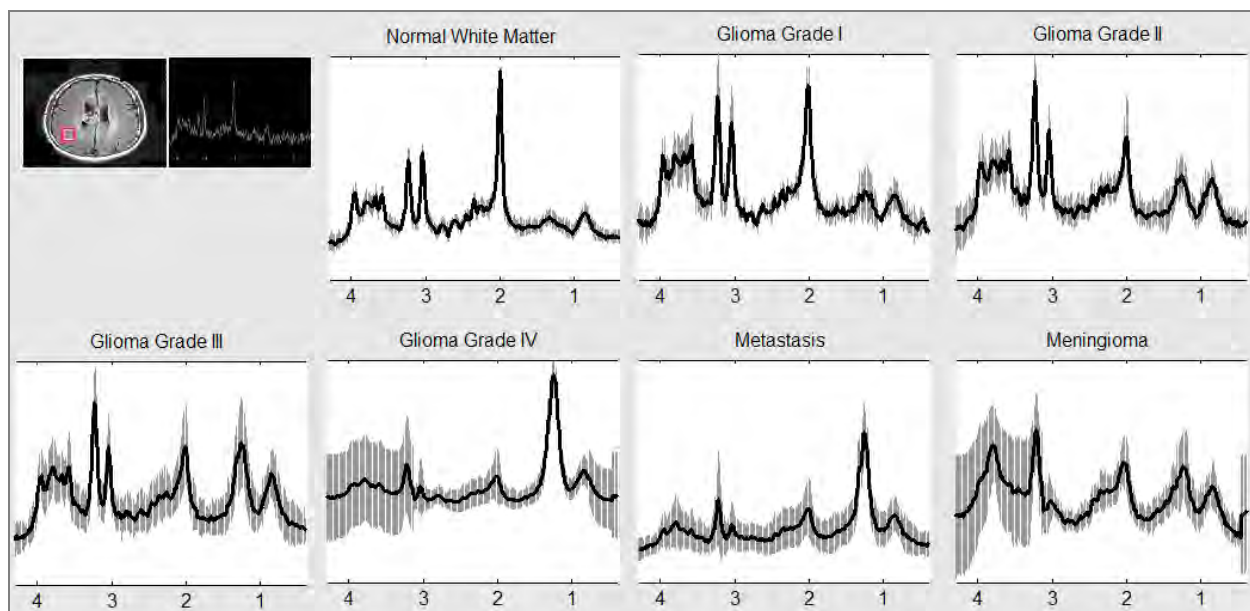 Normal White Matter
Glioma Grade I
Glioma Grade II
4 3 2 1
4 3 2 1
4 3 2 1
Glioma Grade III
Glioma Grade IV
Metastasis
Meningioma
4 3 2 1
4 3 2 1
4 3 2 1
4 3 2 1